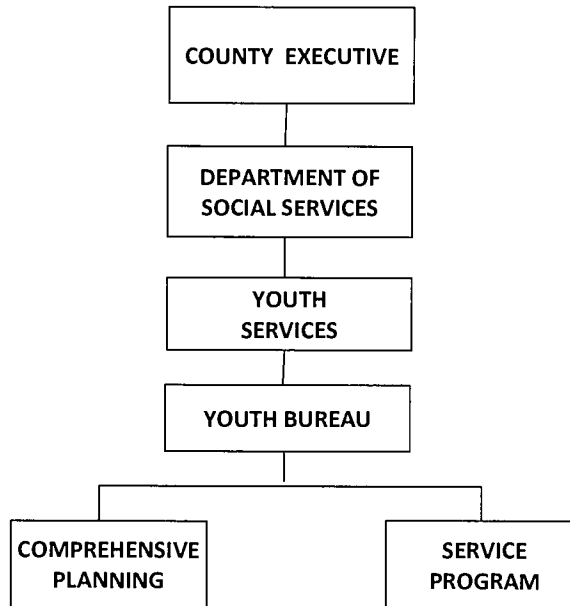 COUNTY EXECUTIVE
DEPARTMENT OF
SOCIAL SERVICES
YOUTH
SERVICES
YOUTH BUREAU
COMPREHENSIVE
PLANNING
SERVICE
PROGRAM